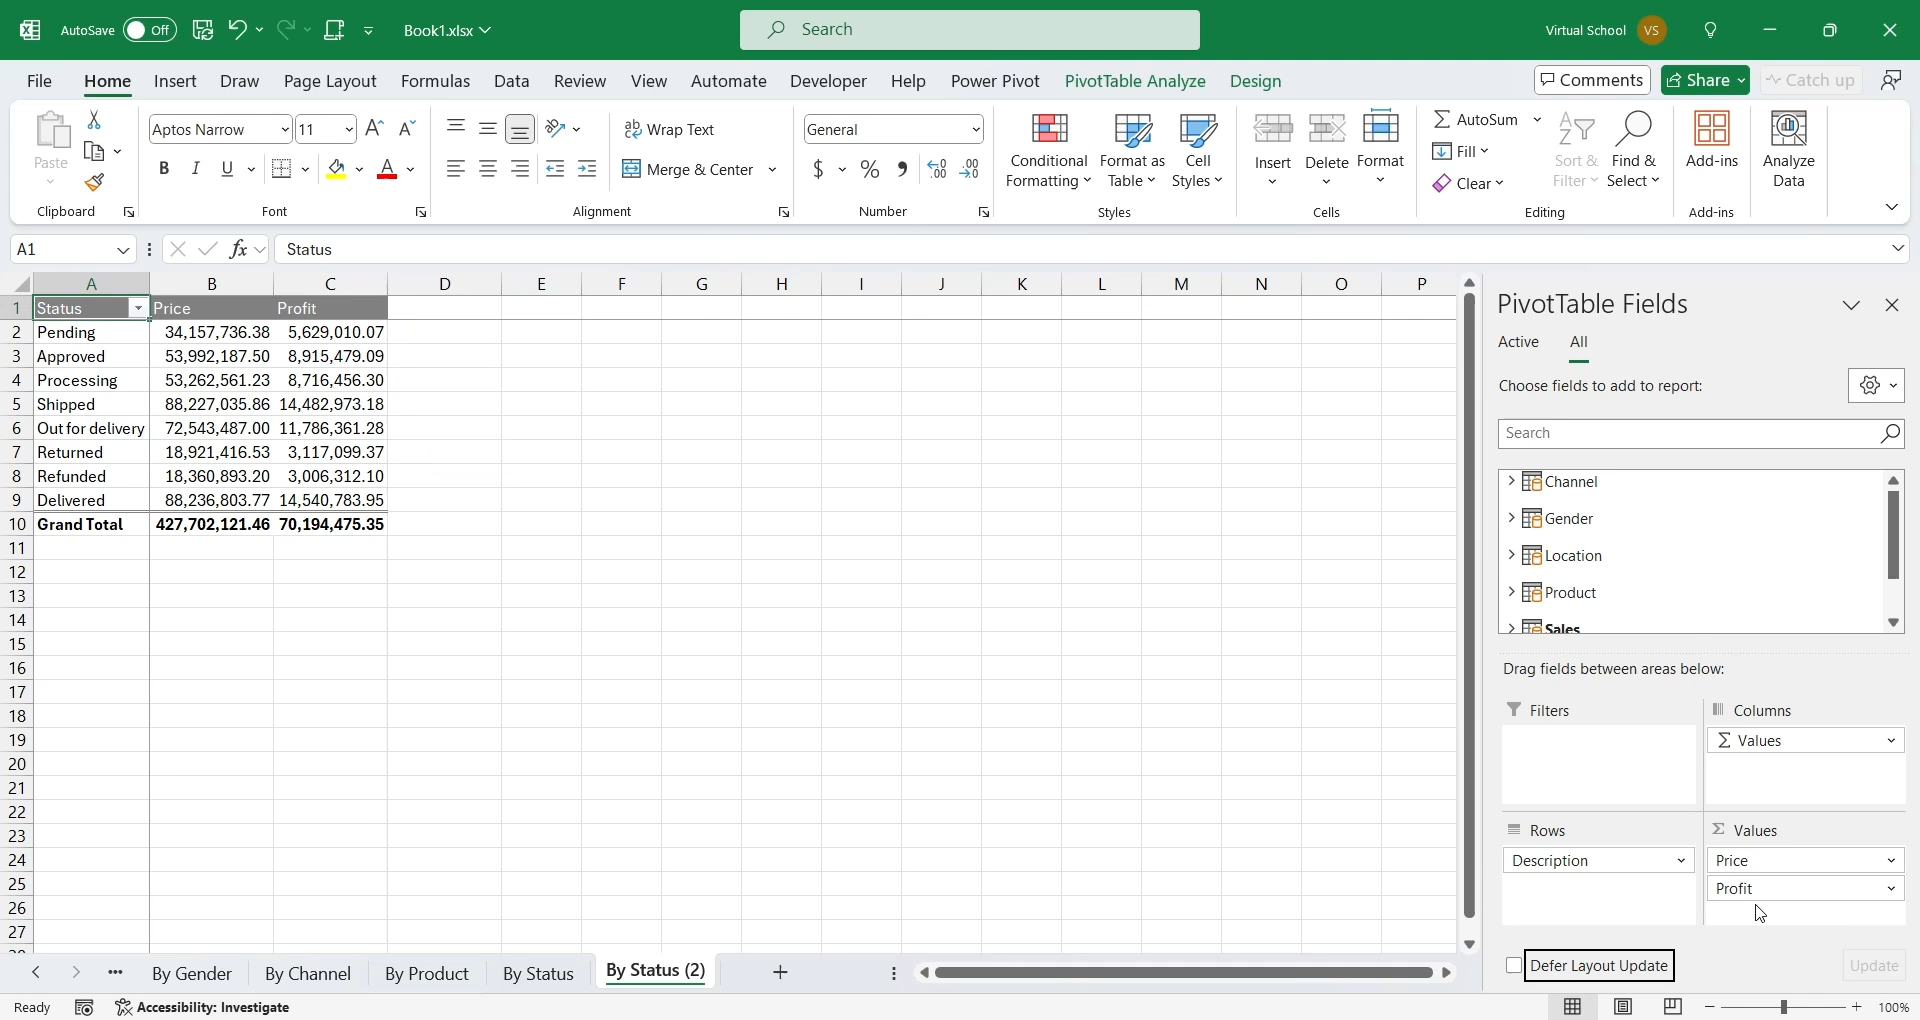 AutoSave Off Book1.xlsx Search Virtual School VS
File Home Insert Draw Page Layout Formulas Data Review View Automate Developer Help Power Pivot PivotTable Analyze Design Comments Share Catch up
Paste
Clipboard
Aptos Narrow 11 A A
B I U A
Font
ab Wrap Text
Merge & Center
Alignment
General
$ % 9
Number
Conditional Formatting
Format as Table
Cell Styles
Styles
Insert Delete Format
Cells
AutoSum
Fill
Clear
Sort & Filter
Find & Select
Editing
Add-ins
Add-ins
Analyze Data
A1 fx Status
A B C D E F G H I J K L M N O P
1 Status Price Profit
2 Pending 34,157,736.38 5,629,010.07
3 Approved 53,992,187.50 8,915,479.09
4 Processing 53,262,561.23 8,716,456.30
5 Shipped 88,227,035.86 14,482,973.18
6 Out for delivery 72,543,487.00 11,786,361.28
7 Returned 18,921,416.53 3,117,099.37
8 Refunded 18,360,893.20 3,006,312.10
9 Delivered 88,236,803.77 14,540,783.95
10 Grand Total 427,702,121.46 70,194,475.35
11
12
13
14
15
16
17
18
19
20
21
22
23
24
25
26
27
PivotTable Fields
Active All
Choose fields to add to report:
Search
Channel
Gender
Location
Product
Sales
Drag fields between areas below:
Filters
Columns
Σ Values
Rows
Description
Σ Values
Price
Profit
Defer Layout Update Update
By Gender By Channel By Product By Status By Status (2)
Ready Accessibility: Investigate 100%